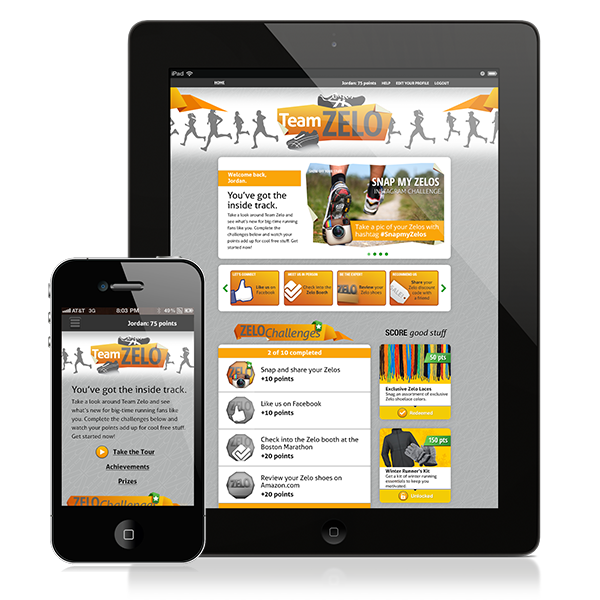 iPad
HOME
Jordan: 75 points
HELP
EDIT YOUR PROFILE
LOGOUT
Team ZELO
Welcome back,
Jordan.
You've got the
inside track.
Take a look around Team Zelo and
see what's new for big-time running
fans like you. Complete the
challenges below and watch your
points add up for cool free stuff. Get
started now!
SNAP MY ZELOS
INSTAGRAM CHALLENGE
Take a pic of your Zelos with
hashtag #SnapmyZelos
LET'S CONNECT
Like us on
Facebook
MEET US IN PERSON
Check into the
Zelo Booth
BE THE EXPERT
ZELO
Review your
Zelo shoes
RECOMMEND US
SALE!
Share your
Zelo discount
code with
a friend
ZELOChallenges
2 of 10 completed
Snap and share your Zelos
+10 points
Like us on Facebook
+10 points
Check into the Zelo booth at the
Boston Marathon
+20 points
ZELO
Review your Zelo shoes on
Amazon.com
+20 points
SCORE good stuff
50 pts
Exclusive Zelo Laces
Snag an assortment of exclusive
Zelo shoelace colors.
Redeemed
150 pts
Winter Runner's Kit
Get a kit of winter running
essentials to keep you
motivated.
Unlocked
AT&T 3G
8:03 PM
49 %
Jordan: 75 points
Team ZELO
You've got the inside track.
Take a look around Team Zelo and see
what's new for big-time running fans like
you. Complete the challenges below and
watch your points add up for cool free stuff.
Get started now!
Take the Tour
Achievements
Prizes
ZELOChallenges